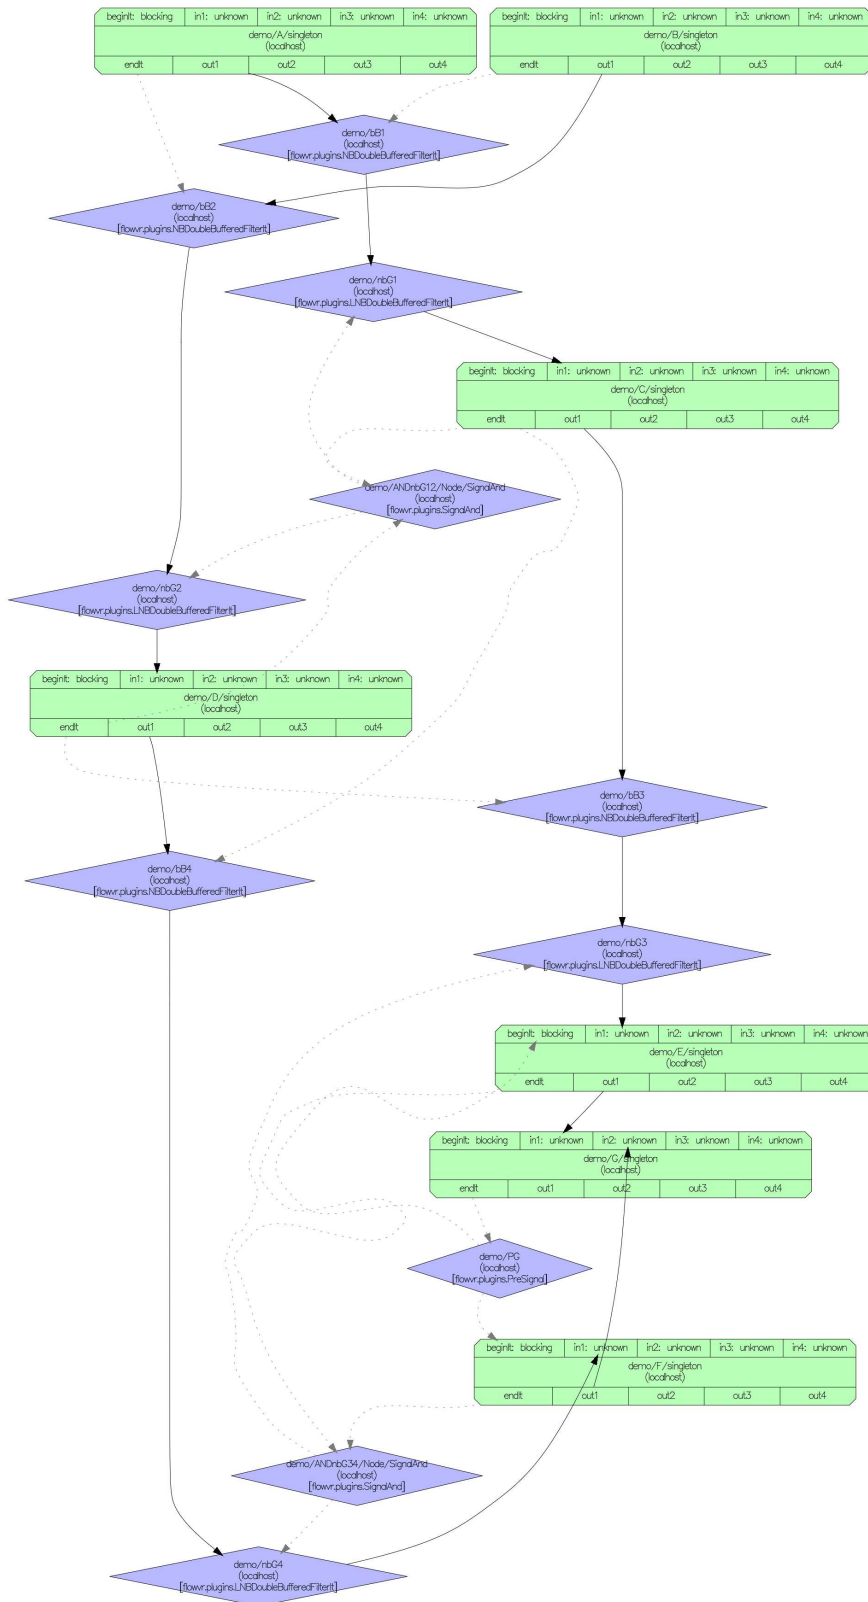 beginIt: blocking in1: unknown in2: unknown in3: unknown in4: unknown
demo/A/singleton
(localhost)
endIt out1 out2 out3 out4
beginIt: blocking in1: unknown in2: unknown in3: unknown in4: unknown
demo/B/singleton
(localhost)
endIt out1 out2 out3 out4
demo/bB1
(localhost)
[flowvr.plugins.NBDoubleBufferedFilterIt]
demo/bB2
(localhost)
[flowvr.plugins.NBDoubleBufferedFilterIt]
demo/nbG1
(localhost)
[flowvr.plugins.LNBDoubleBufferedFilterIt]
beginIt: blocking in1: unknown in2: unknown in3: unknown in4: unknown
demo/C/singleton
(localhost)
endIt out1 out2 out3 out4
demo/ANDnbG12/Node/SignalAnd
(localhost)
[flowvr.plugins.SignalAnd]
demo/nbG2
(localhost)
[flowvr.plugins.LNBDoubleBufferedFilterIt]
beginIt: blocking in1: unknown in2: unknown in3: unknown in4: unknown
demo/D/singleton
(localhost)
endIt out1 out2 out3 out4
demo/bB3
(localhost)
[flowvr.plugins.NBDoubleBufferedFilterIt]
demo/bB4
(localhost)
[flowvr.plugins.NBDoubleBufferedFilterIt]
demo/nbG3
(localhost)
[flowvr.plugins.LNBDoubleBufferedFilterIt]
beginIt: blocking in1: unknown in2: unknown in3: unknown in4: unknown
demo/E/singleton
(localhost)
endIt out1 out2 out3 out4
beginIt: blocking in1: unknown in2: unknown in3: unknown in4: unknown
demo/G/singleton
(localhost)
endIt out1 out2 out3 out4
demo/PG
(localhost)
[flowvr.plugins.PreSignal]
beginIt: blocking in1: unknown in2: unknown in3: unknown in4: unknown
demo/F/singleton
(localhost)
endIt out1 out2 out3 out4
demo/ANDnbG34/Node/SignalAnd
(localhost)
[flowvr.plugins.SignalAnd]
demo/nbG4
(localhost)
[flowvr.plugins.LNBDoubleBufferedFilterIt]